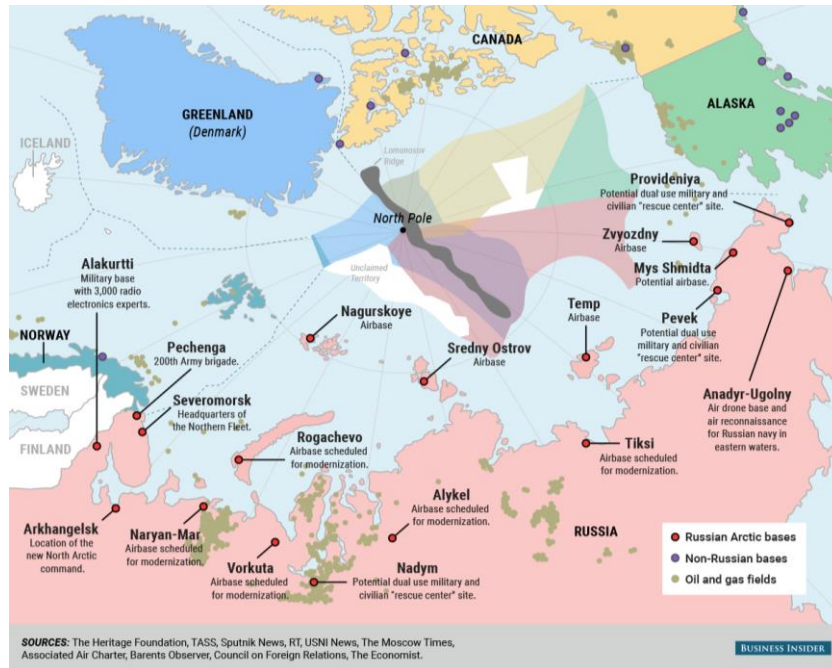 CANADA
GREENLAND
(Denmark)
ALASKA
ICELAND
Lomonosov
Ridge
North Pole
Unclaimed
Territory
Provideniya
Potential dual use military and
civilian "rescue center" site.
Zvyozdny
Airbase
Mys Shmidta
Potential airbase.
Pevek
Potential dual use
military and civilian
"rescue center" site.
Anadyr-Ugolny
Air drone base and
air reconnaissance
for Russian navy in
eastern waters.
Alakurtti
Military base
with 3,000 radio
electronics experts.
Nagurskoye
Airbase
Temp
Airbase
Sredny Ostrov
Airbase
NORWAY
Pechenga
200th Army brigade.
SWEDEN
Severomorsk
Headquarters of
the Northern Fleet.
FINLAND
Rogachevo
Airbase scheduled
for modernization.
Tiksi
Airbase scheduled
for modernization.
Alykel
Airbase scheduled
for modernization.
RUSSIA
Arkhangelsk
Location of the
new North Arctic
command.
Naryan-Mar
Airbase scheduled
for modernization.
Vorkuta
Airbase scheduled
for modernization.
Nadym
Potential dual use military and
civilian "rescue center" site.
Russian Arctic bases
Non-Russian bases
Oil and gas fields
SOURCES: The Heritage Foundation, TASS, Sputnik News, RT, USNI News, The Moscow Times,
Associated Air Charter, Barents Observer, Council on Foreign Relations, The Economist.
BUSINESS INSIDER